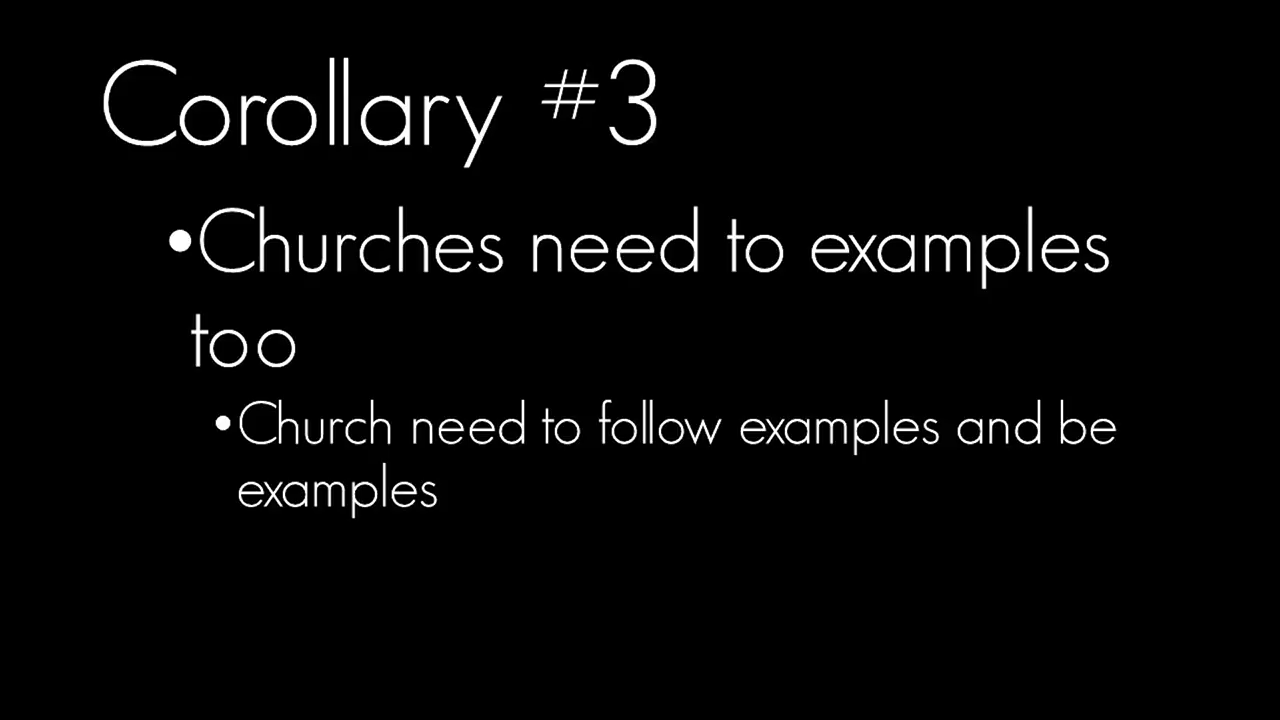 Corollary #3
•Churches need to examples
too
•Church need to follow examples and be
examples